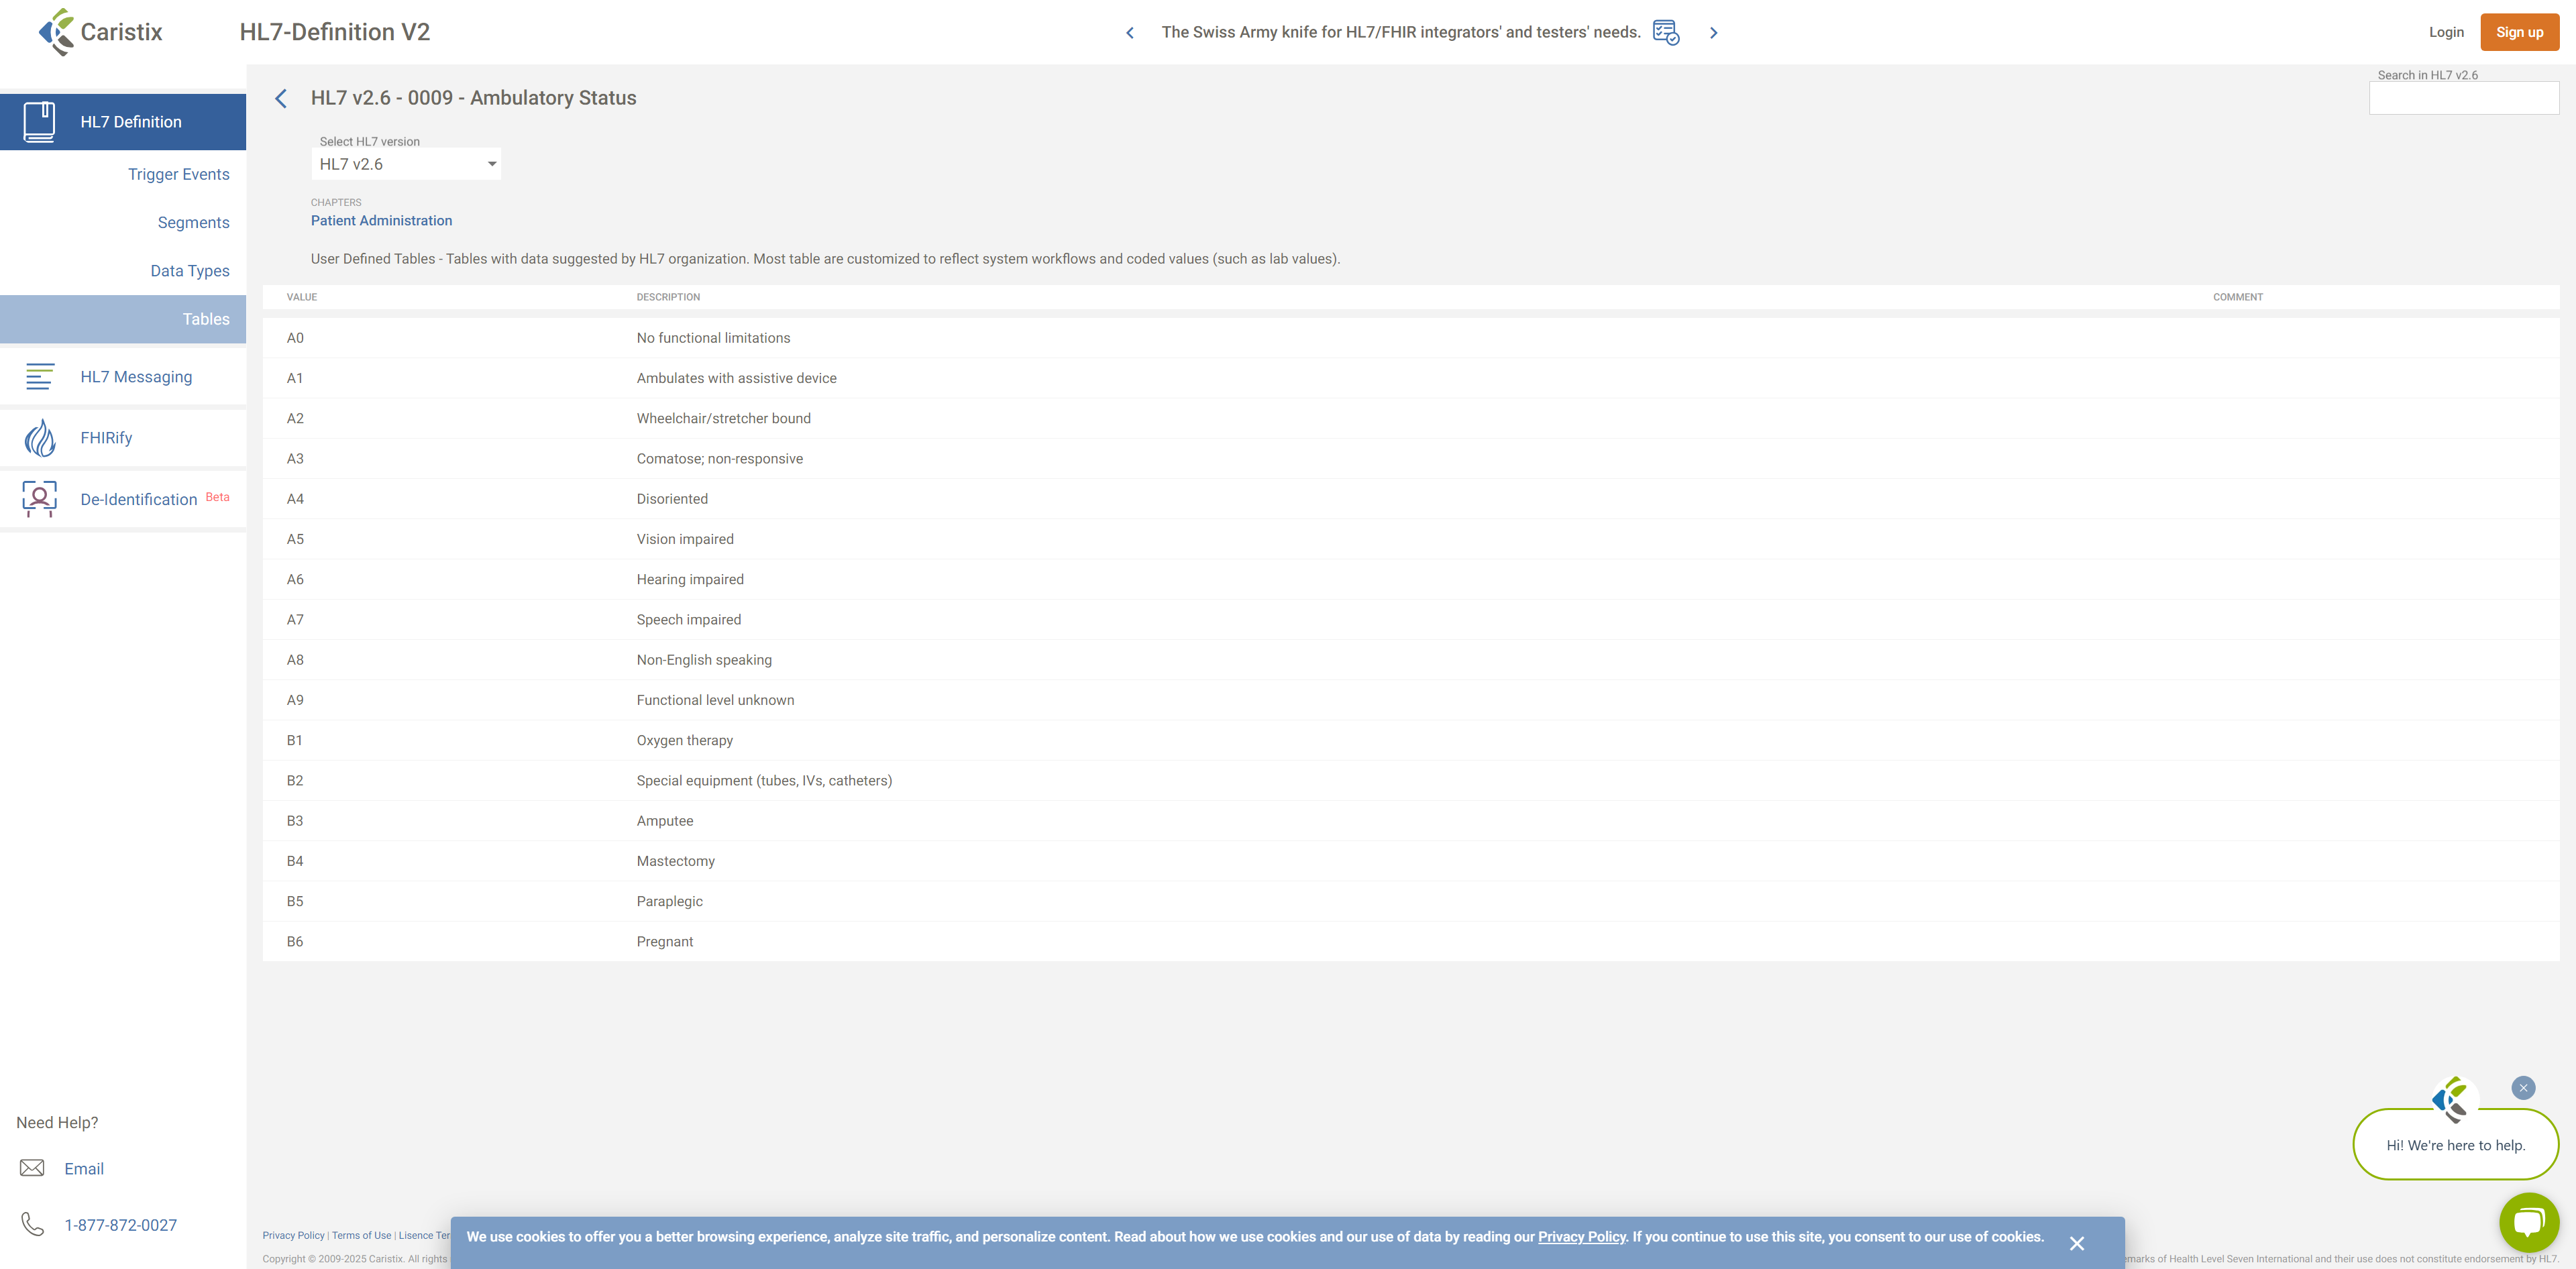 Caristix
HL7-Definition V2
The Swiss Army knife for HL7/FHIR integrators' and testers' needs.
Login
Sign up
HL7 Definition
Trigger Events
Segments
Data Types
Tables
HL7 Messaging
FHIRify
De-Identification Beta
Need Help?
Email
1-877-872-0027
HL7 v2.6 - 0009 - Ambulatory Status
Search in HL7 v2.6
Select HL7 version
HL7 v2.6
CHAPTERS
Patient Administration
User Defined Tables - Tables with data suggested by HL7 organization. Most table are customized to reflect system workflows and coded values (such as lab values).
VALUE DESCRIPTION COMMENT
A0 No functional limitations
A1 Ambulates with assistive device
A2 Wheelchair/stretcher bound
A3 Comatose; non-responsive
A4 Disoriented
A5 Vision impaired
A6 Hearing impaired
A7 Speech impaired
A8 Non-English speaking
A9 Functional level unknown
B1 Oxygen therapy
B2 Special equipment (tubes, IVs, catheters)
B3 Amputee
B4 Mastectomy
B5 Paraplegic
B6 Pregnant
Hi! We're here to help.
Privacy Policy | Terms of Use | Lisence Ter
We use cookies to offer you a better browsing experience, analyze site traffic, and personalize content. Read about how we use cookies and our use of data by reading our Privacy Policy. If you continue to use this site, you consent to our use of cookies.
Copyright © 2009-2025 Caristix. All rights
emarks of Health Level Seven International and their use does not constitute endorsement by HL7.